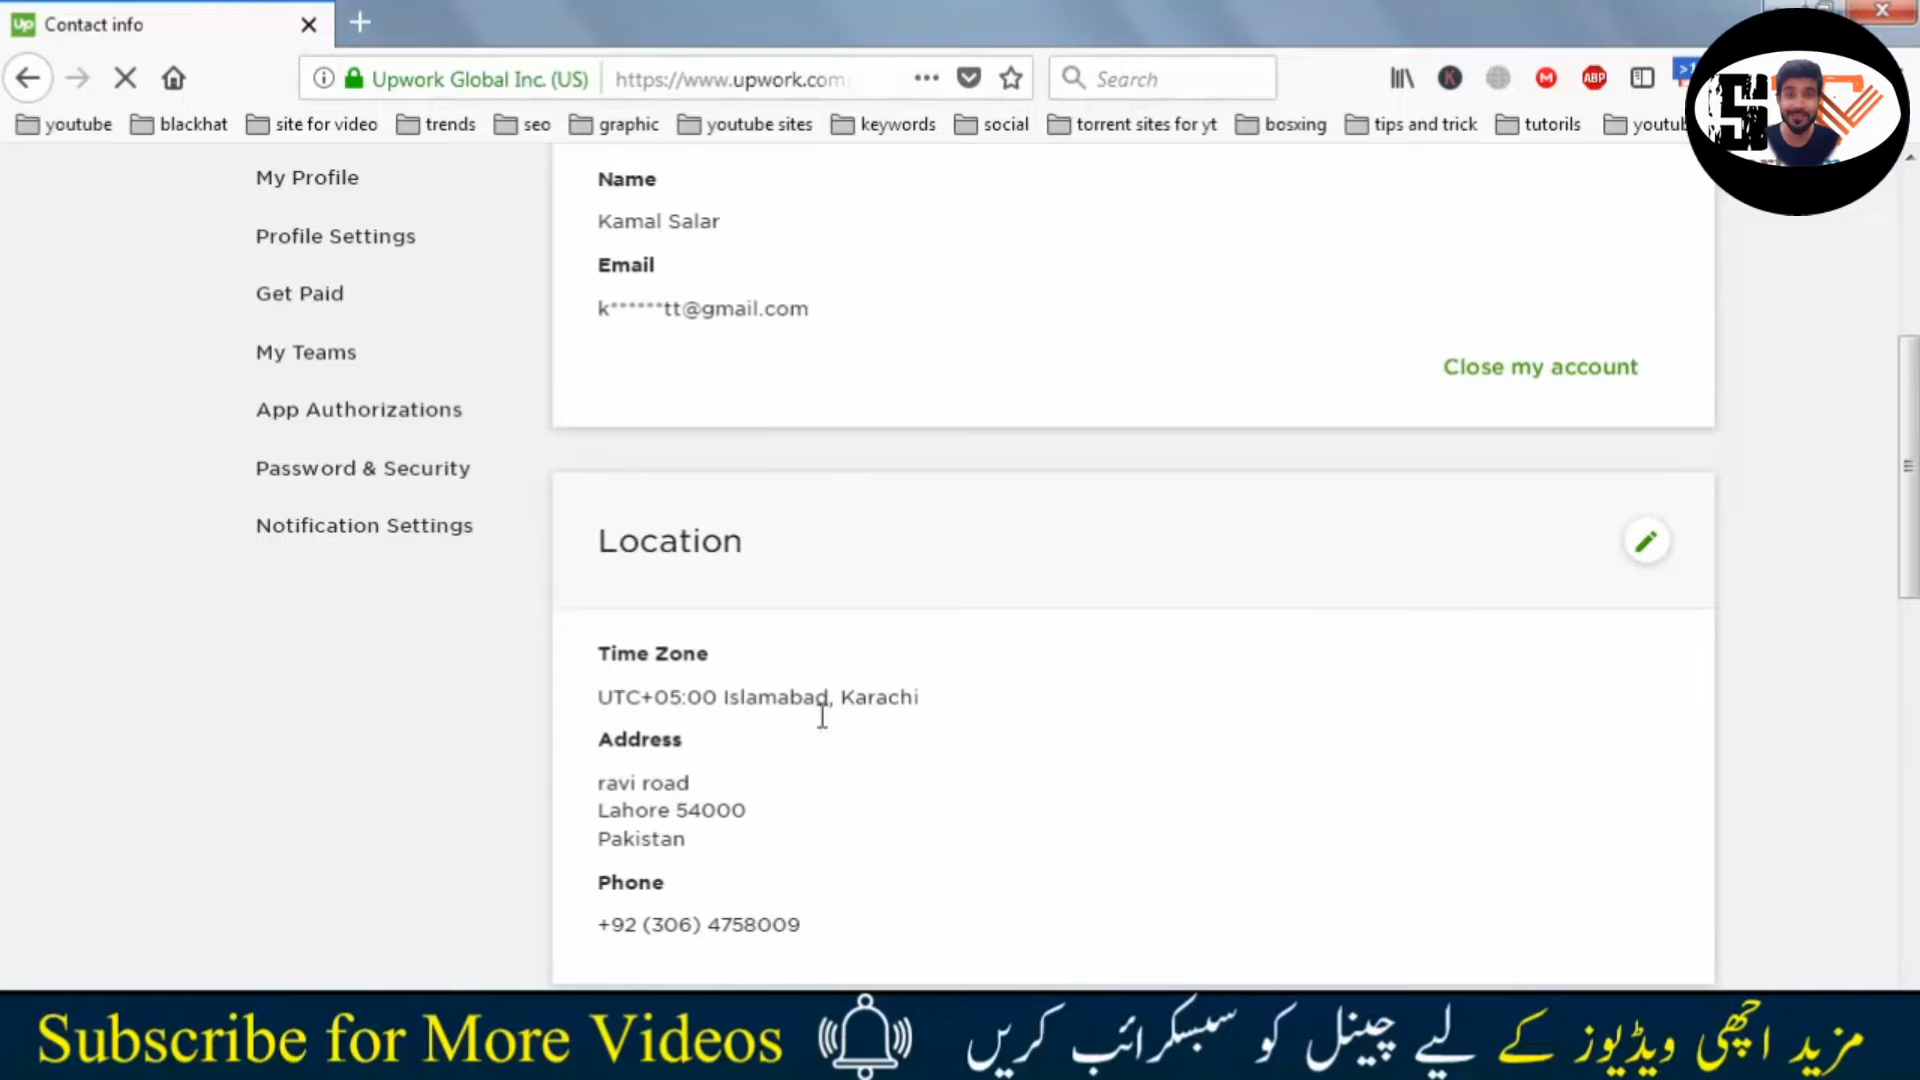 Contact info
Upwork Global Inc. (US)
https://www.upwork.com
Search
youtube
blackhat
site for video
trends
seo
graphic
youtube sites
keywords
social
torrent sites for yt
bosxing
tips and trick
tutorils
My Profile
Profile Settings
Get Paid
My Teams
App Authorizations
Password & Security
Notification Settings
Name
Kamal Salar
Email
k******tt@gmail.com
Close my account
Location
Time Zone
UTC+05:00 Islamabad, Karachi
Address
ravi road
Lahore 54000
Pakistan
Phone
+92 (306) 4758009
Subscribe for More Videos
مزید اچھی ویڈیوز کے لیے چینل کو سبسکرائب کریں